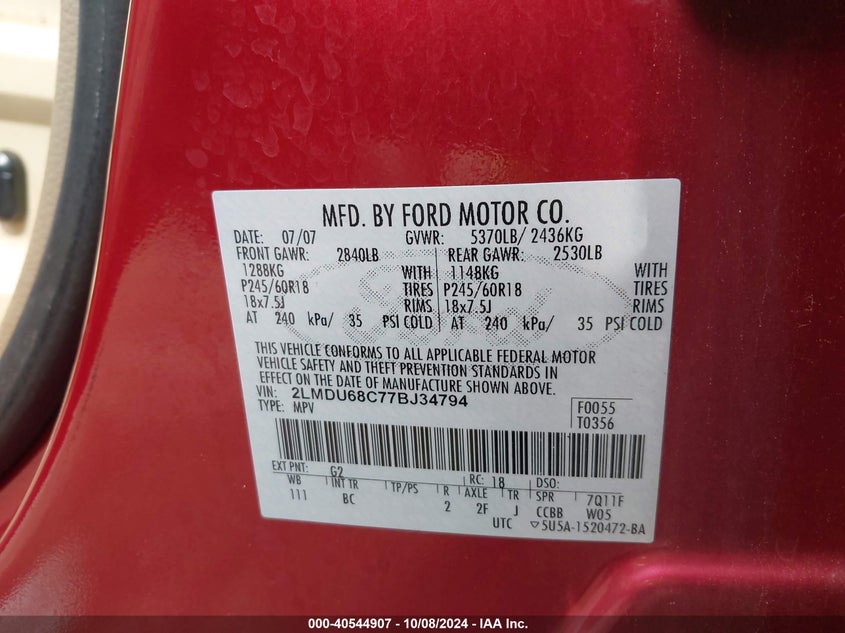 MFD. BY FORD MOTOR CO.
DATE: 07/07 GVWR: 5370LB/ 2436KG
FRONT GAWR: 2840LB REAR GAWR: 2530LB
1288KG WITH 1148KG WITH
P245/60R18 TIRES P245/60R18 TIRES
18x7.5J RIMS 18x7.5J RIMS
AT 240 kPa/ 35 PSI COLD AT 240 kPa/ 35 PSI COLD
THIS VEHICLE CONFORMS TO ALL APPLICABLE FEDERAL MOTOR
VEHICLE SAFETY AND THEFT PREVENTION STANDARDS IN
EFFECT ON THE DATE OF MANUFACTURE SHOWN ABOVE.
VIN: 2LMDU68C77BJ34794
TYPE: MPV
F0055
T0356
EXT PNT: G2 RC: 18 DSO:
WB INT TR TP/PS R AXLE TR SPR 7Q11F
111 BC 2 2F J CCBB W05
UTC ▽5U5A-1520472-BA
000-40544907 - 10/08/2024 - IAA Inc.